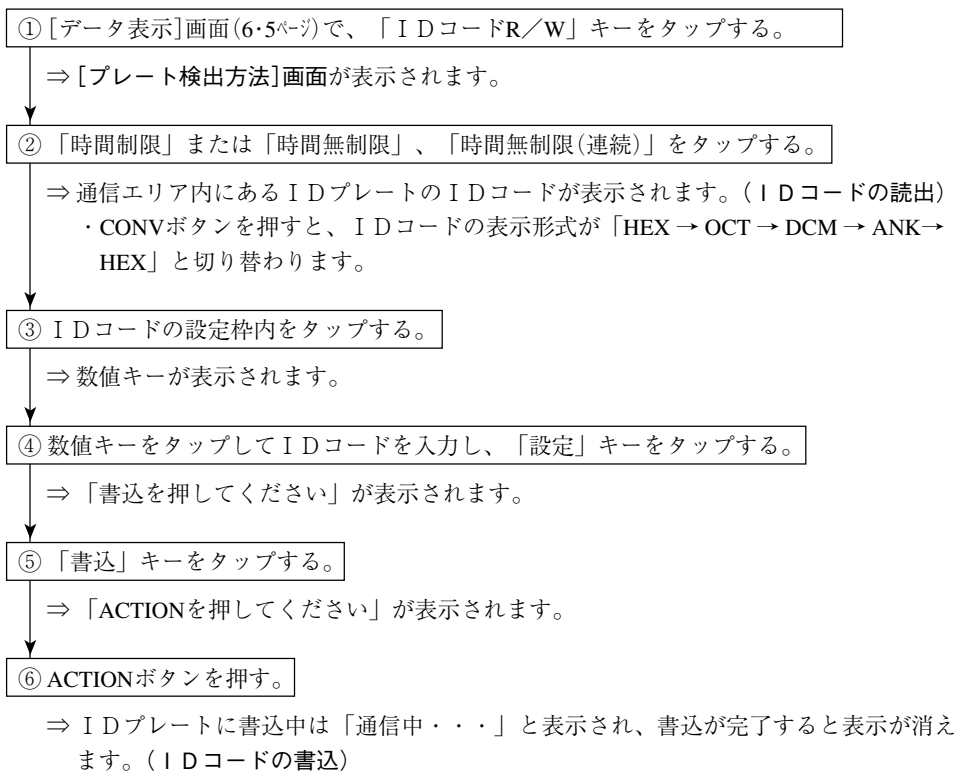 ① [データ表示]画面(6･5ページ)で、「ＩＤコードR／W」キーをタップする。
⇒ [プレート検出方法]画面が表示されます。
② 「時間制限」または「時間無制限」、「時間無制限(連続)」をタップする。
⇒ 通信エリア内にあるＩＤプレートのＩＤコードが表示されます。(ＩＤコードの読出)
・CONVボタンを押すと、ＩＤコードの表示形式が「HEX → OCT → DCM → ANK→
HEX」と切り替わります。
③ ＩＤコードの設定枠内をタップする。
⇒ 数値キーが表示されます。
④ 数値キーをタップしてＩＤコードを入力し、「設定」キーをタップする。
⇒ 「書込を押してください」が表示されます。
⑤ 「書込」キーをタップする。
⇒ 「ACTIONを押してください」が表示されます。
⑥ ACTIONボタンを押す。
⇒ ＩＤプレートに書込中は「通信中・・・」と表示され、書込が完了すると表示が消え
ます。(ＩＤコードの書込)